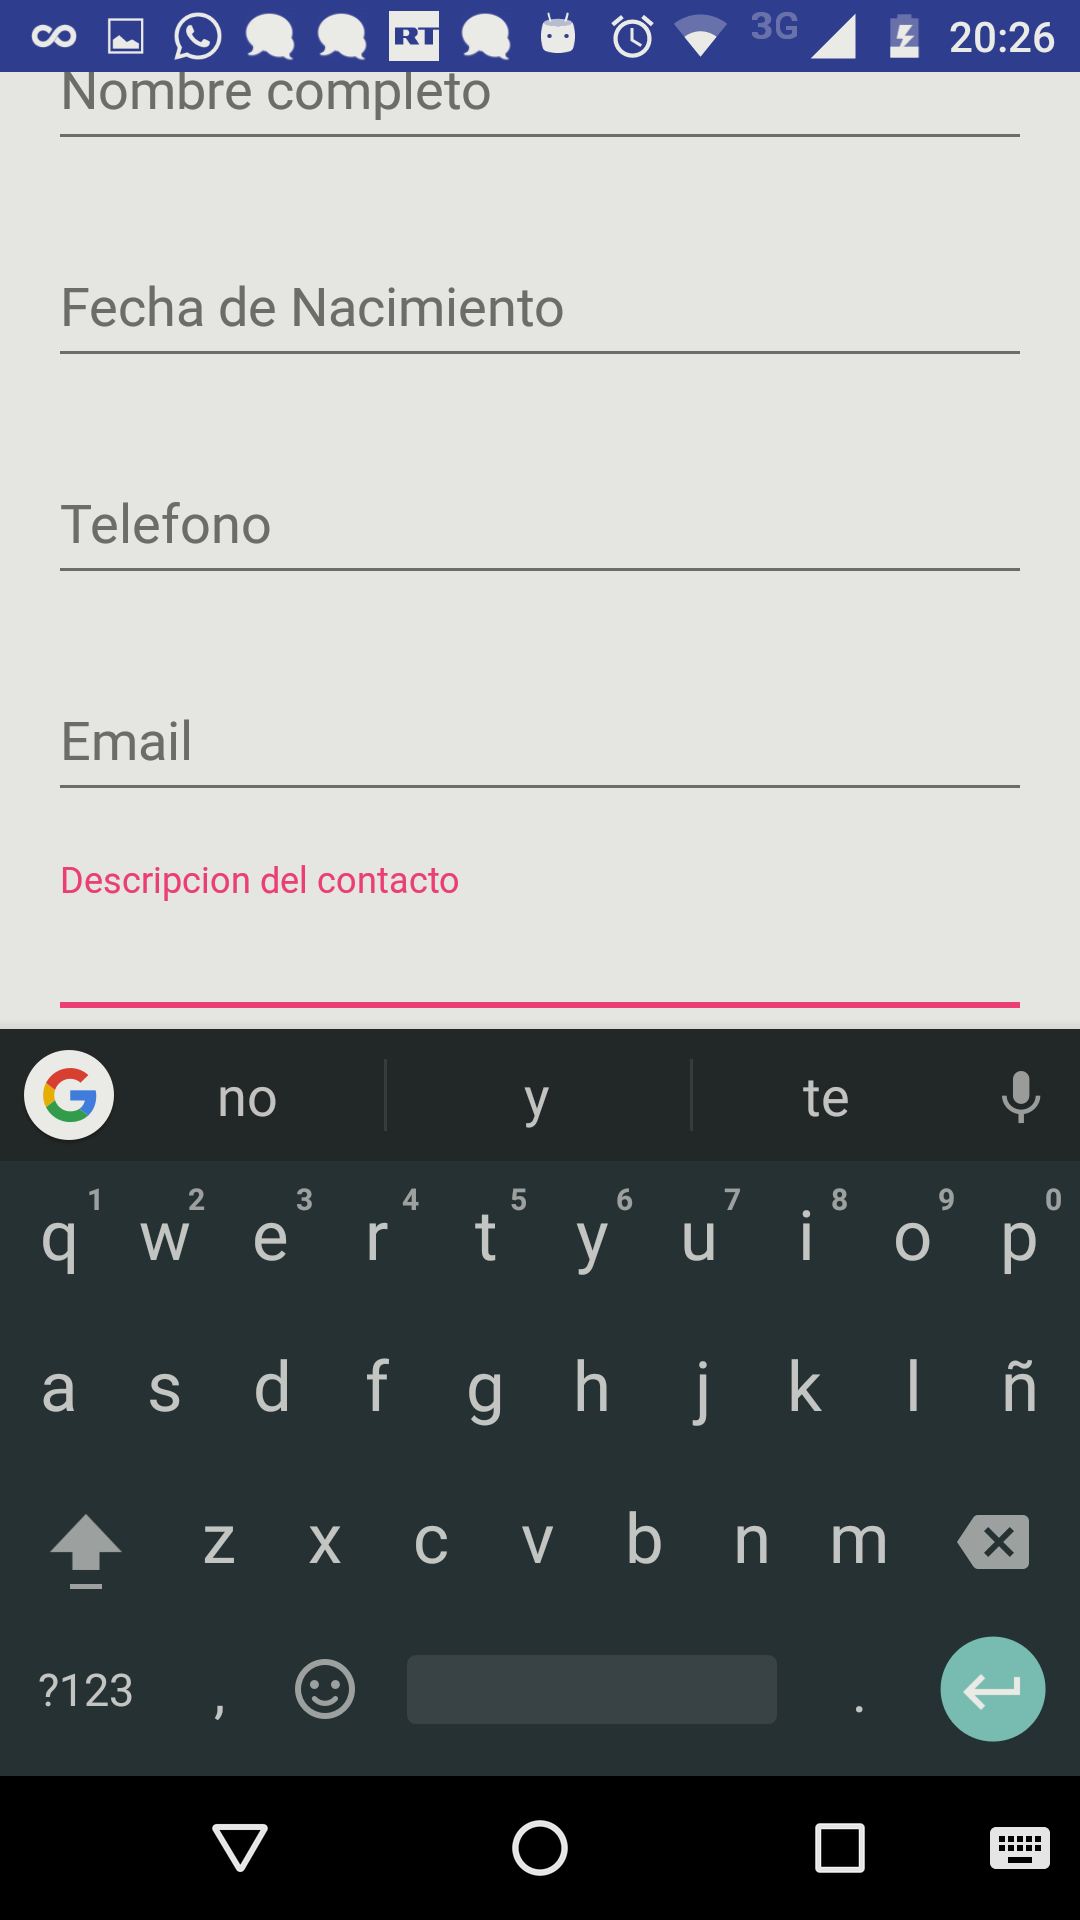 RT 3G 20:26
Nombre completo
Fecha de Nacimiento
Telefono
Email
Descripcion del contacto
G no y te
1 2 3 4 5 6 7 8 9 0
q w e r t y u i o p
a s d f g h j k l ñ
z x c v b n m
?123 , .